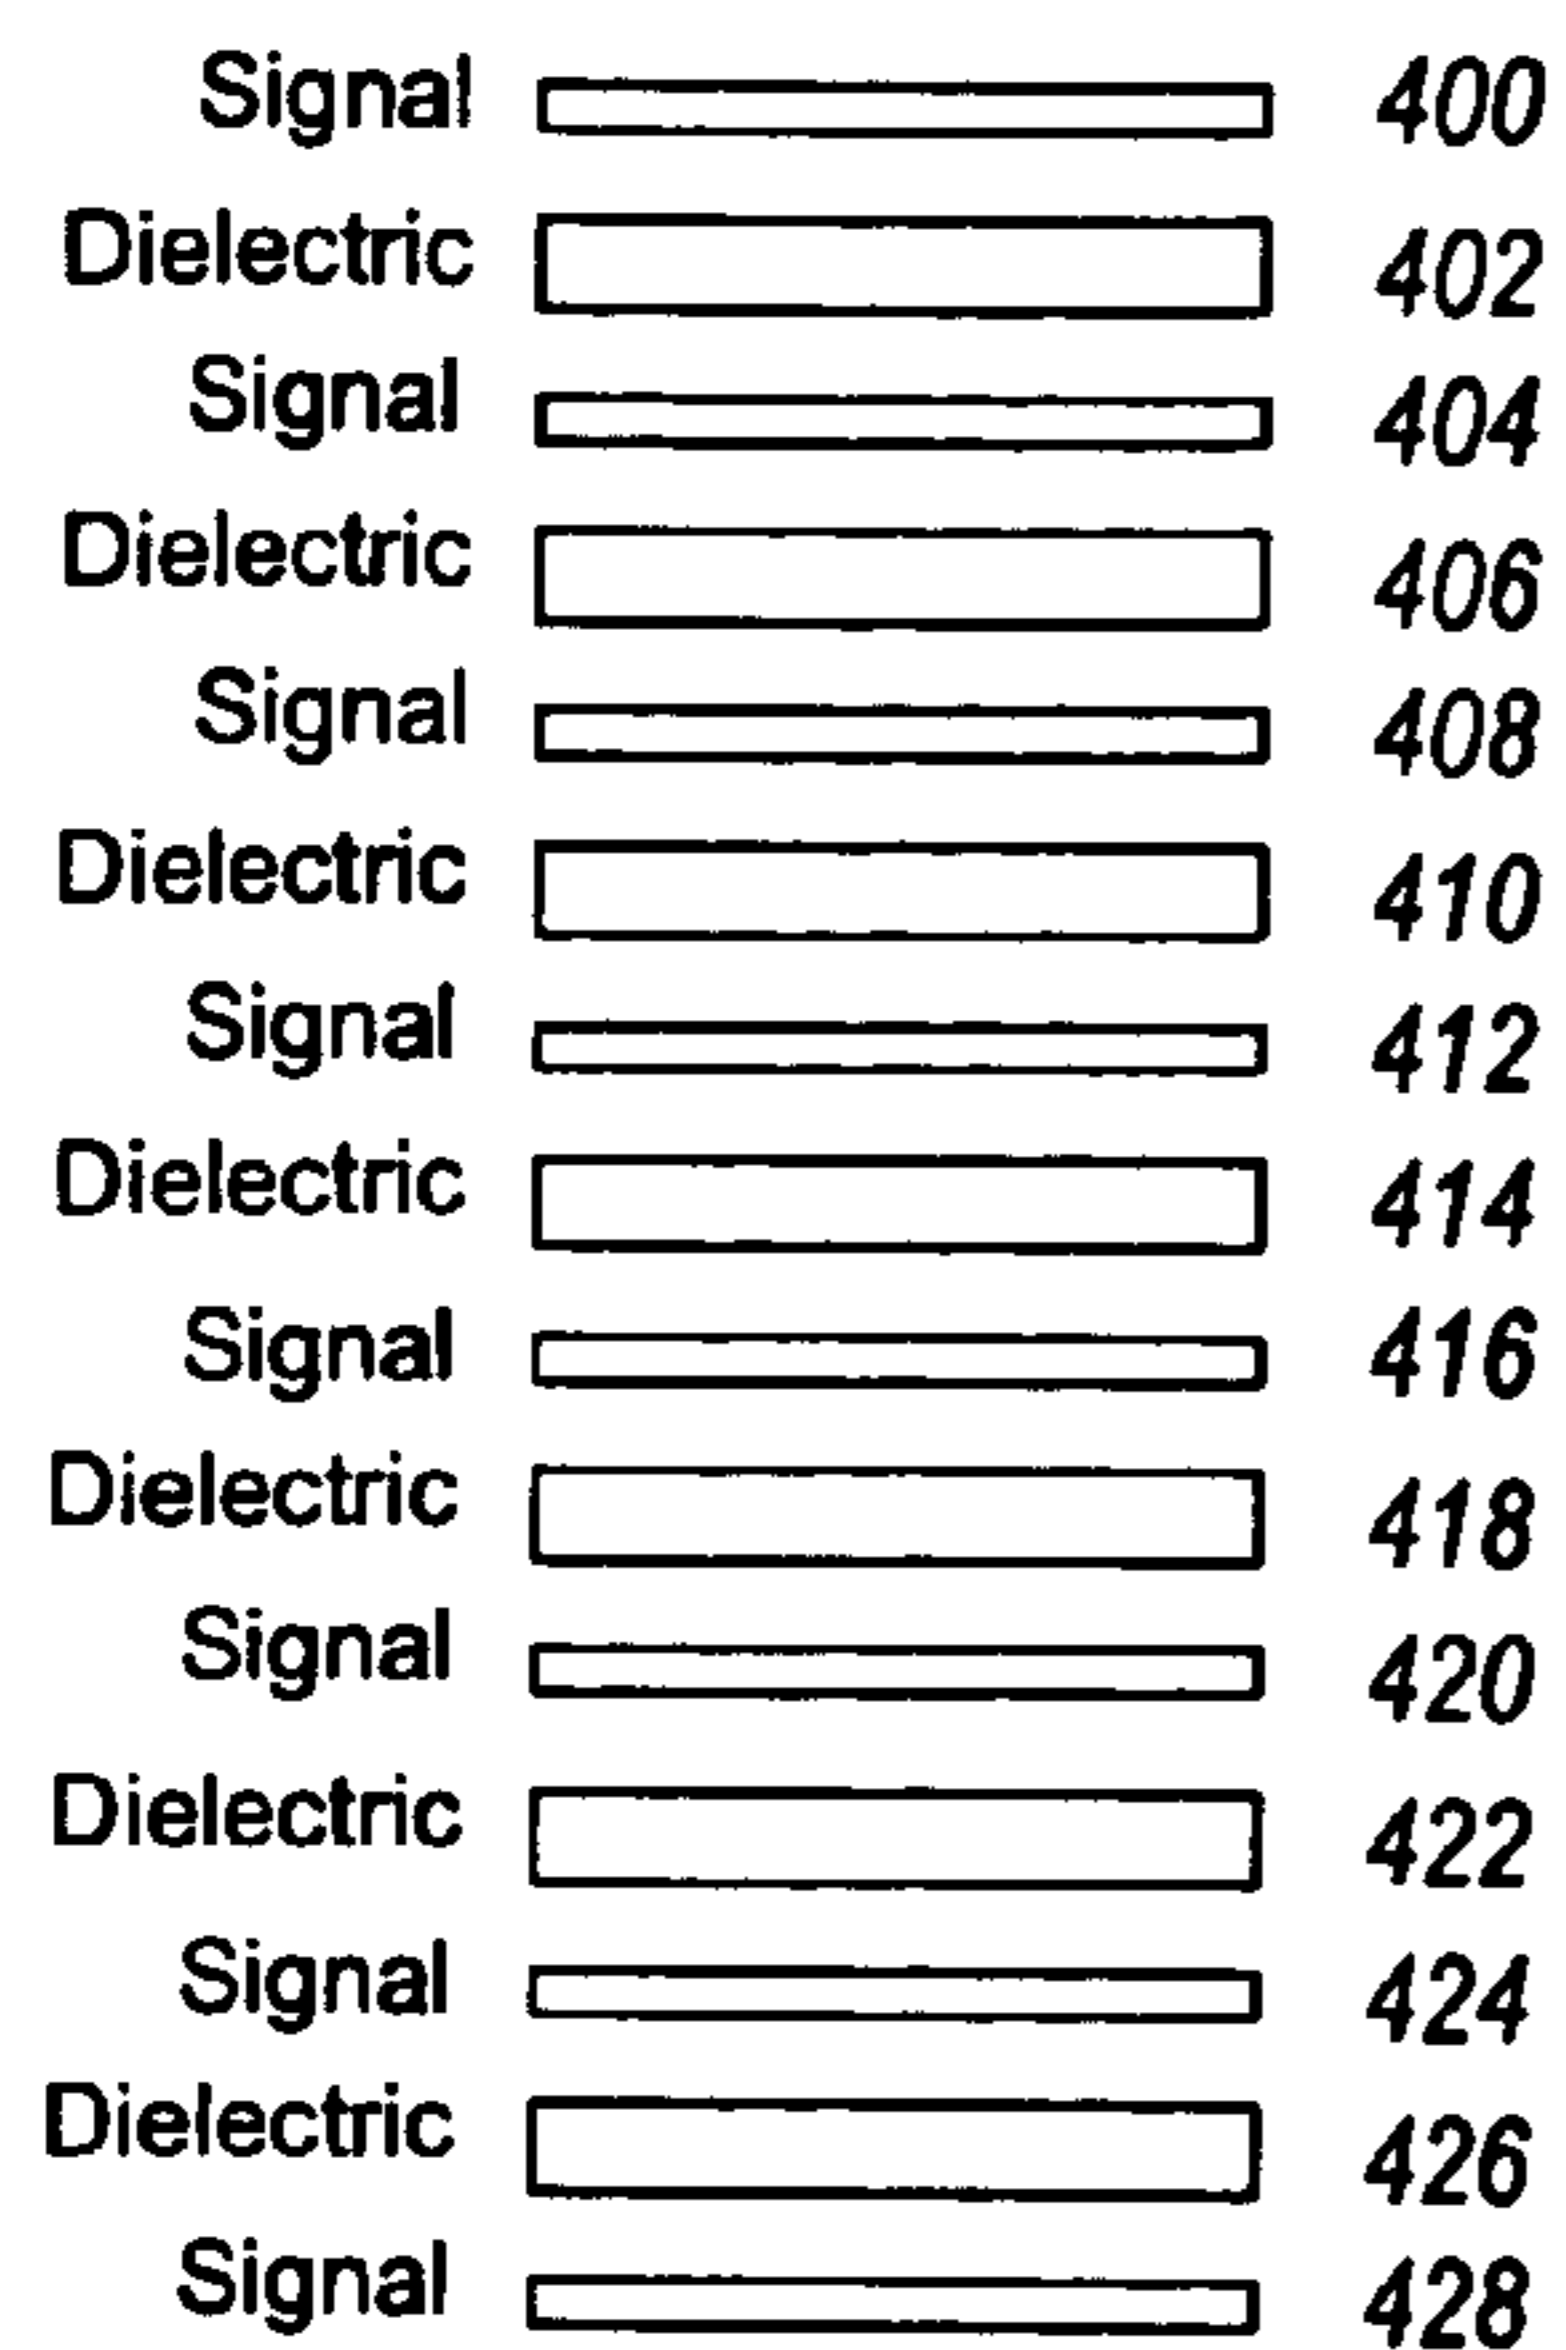 Signal 400
Dielectric 402
Signal 404
Dielectric 406
Signal 408
Dielectric 410
Signal 412
Dielectric 414
Signal 416
Dielectric 418
Signal 420
Dielectric 422
Signal 424
Dielectric 426
Signal 428